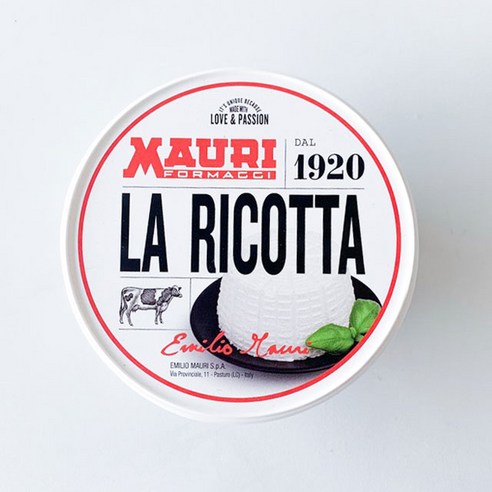 IT'S UNIQUE BECAUSE
MADE WITH
LOVE & PASSION
MAURI
FORMAGGI
DAL
1920
LA RICOTTA
Emilio Mauri
EMILIO MAURI S.p.A.
Via Provinciale, 11 - Pasturo (LC) - Italy